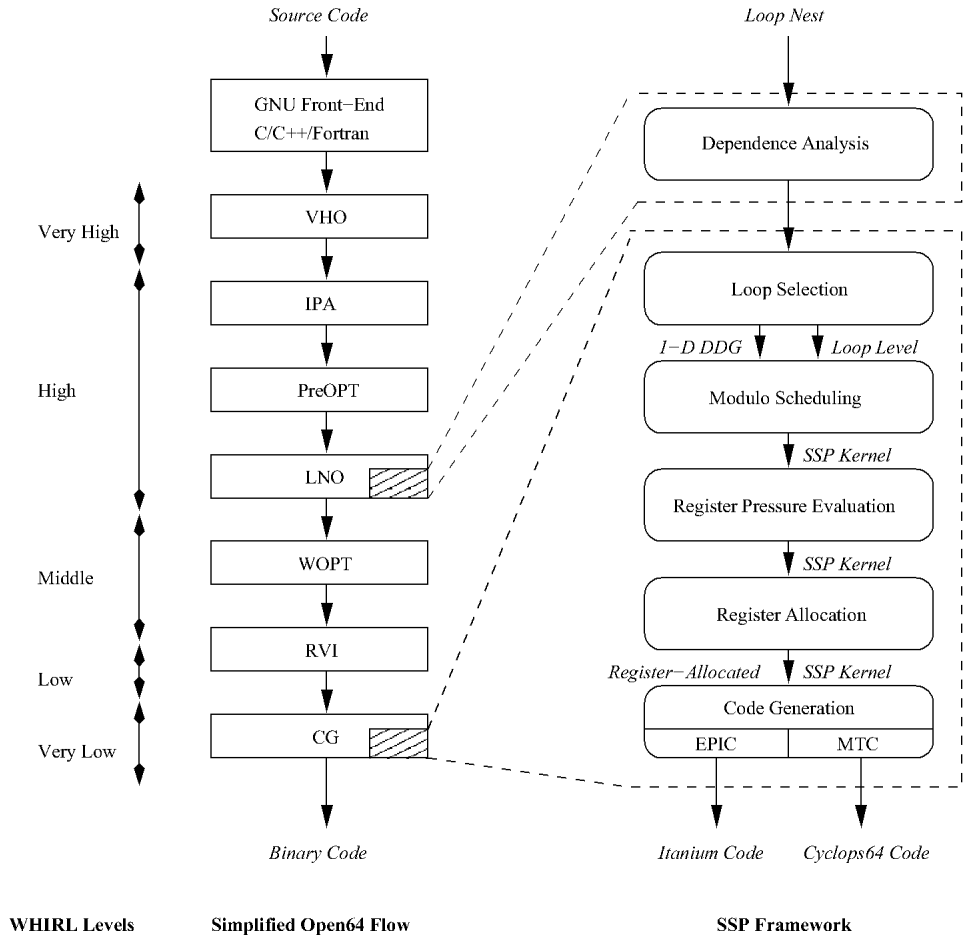 Source Code
Loop Nest
GNU Front-End
C/C++/Fortran
Dependence Analysis
VHO
Very High
IPA
Loop Selection
1-D DDG
Loop Level
High
PreOPT
Modulo Scheduling
SSP Kernel
LNO
Register Pressure Evaluation
WOPT
SSP Kernel
Middle
Register Allocation
RVI
Low
Register-Allocated
SSP Kernel
Code Generation
CG
EPIC
MTC
Very Low
Binary Code
Itanium Code
Cyclops64 Code
WHIRL Levels
Simplified Open64 Flow
SSP Framework